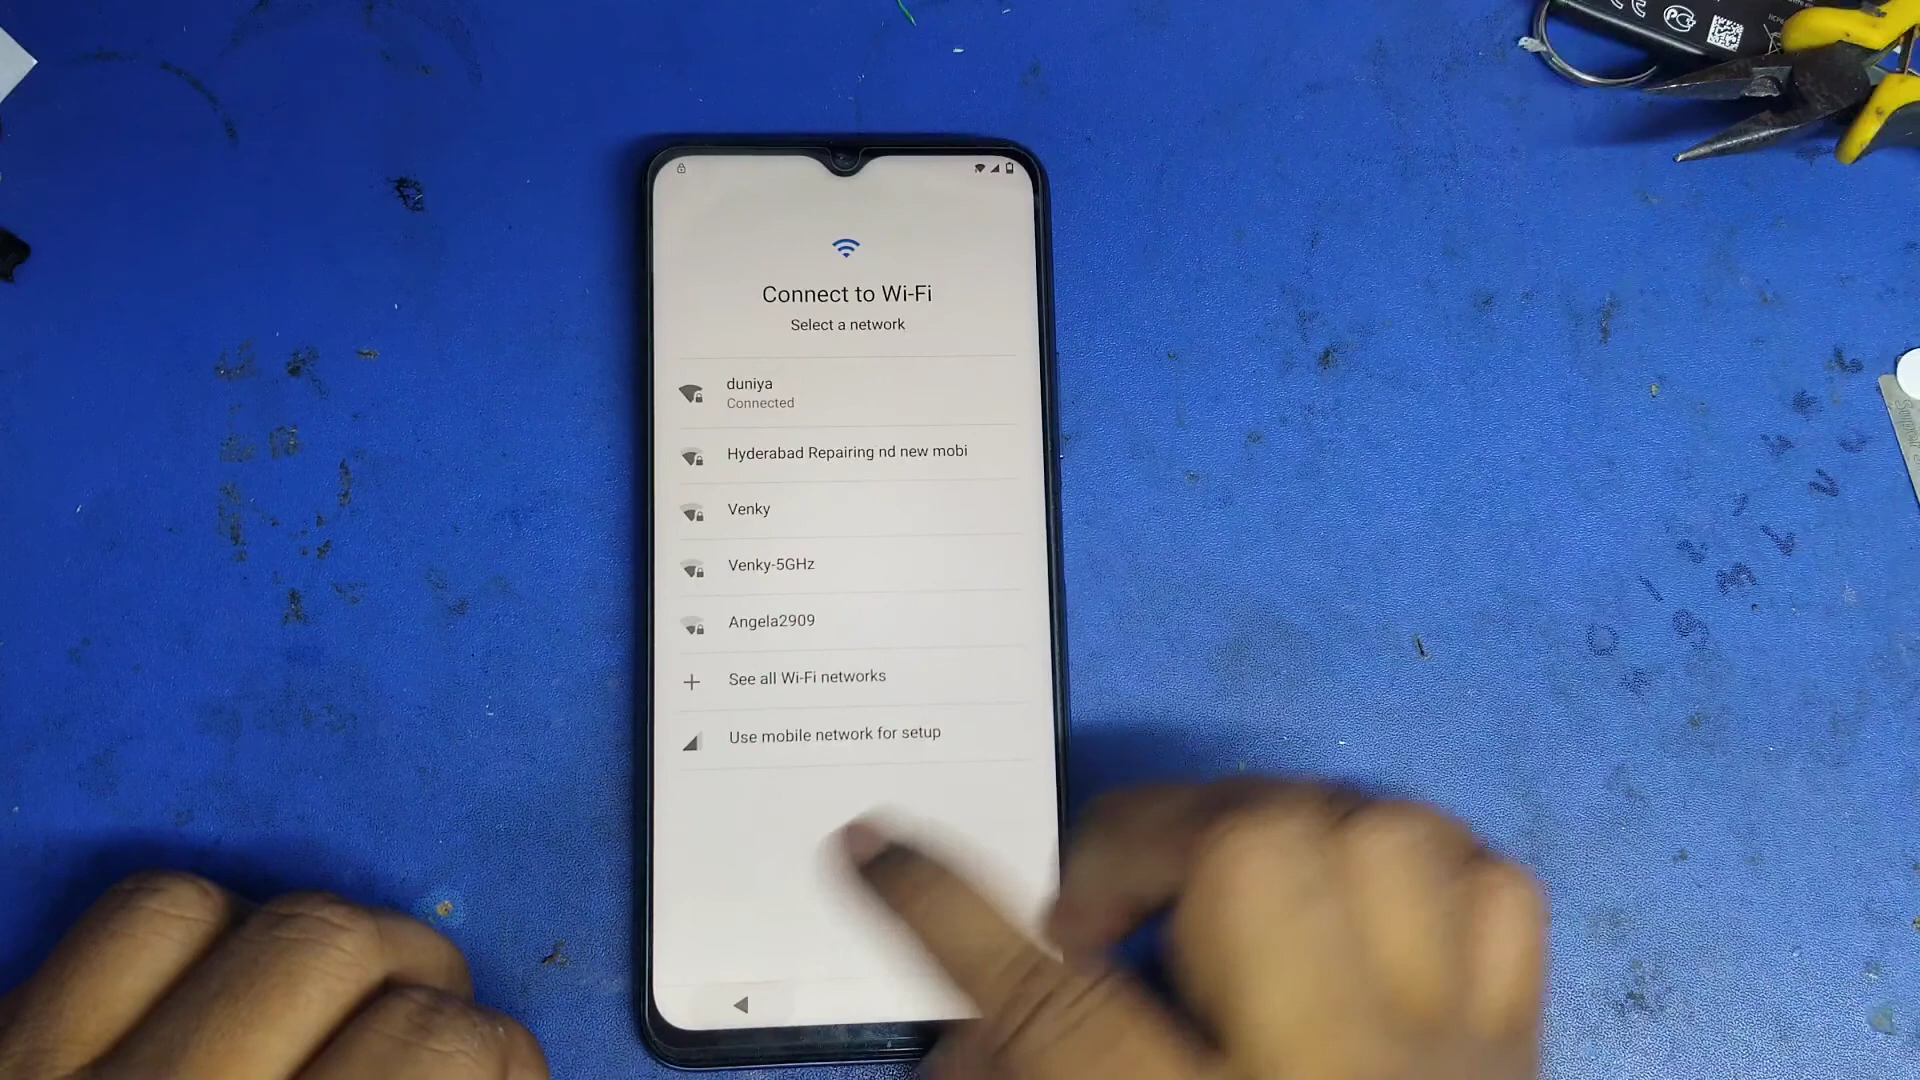 Connect to Wi-Fi
Select a network
duniya
Connected
Hyderabad Repairing nd new mobi
Venky
Venky-5GHz
Angela2909
See all Wi-Fi networks
Use mobile network for setup